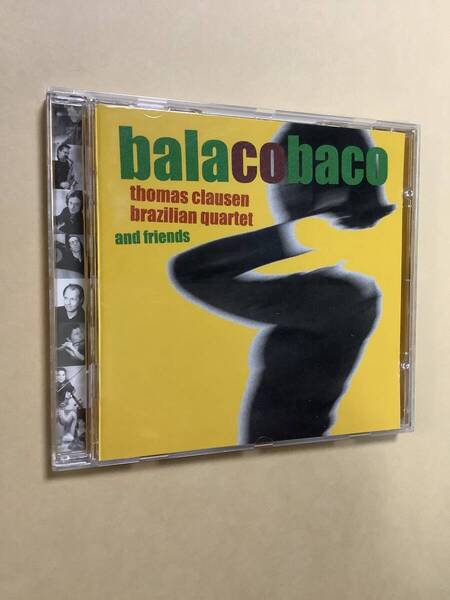 balacobaco
thomas clausen
brazilian quartet
and friends